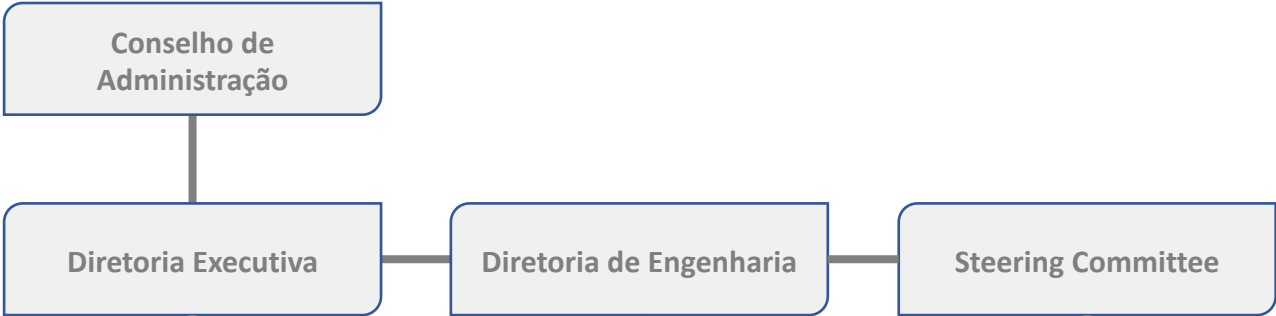 Conselho de
Administração
Diretoria Executiva
Diretoria de Engenharia
Steering Committee